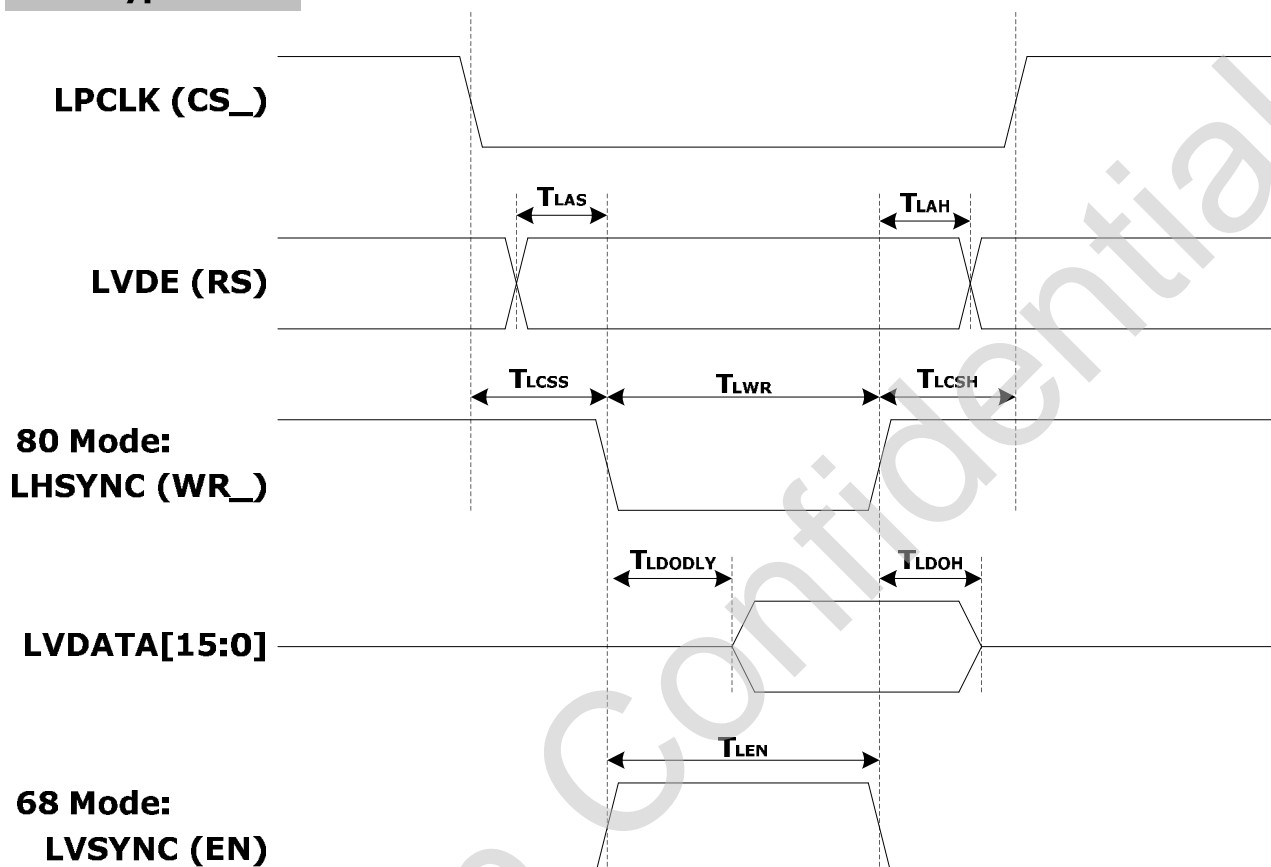 LPCLK (CS_)
TLAS
TLAH
LVDE (RS)
TLCSS
TLWR
TLCSH
80 Mode:
LHSYNC (WR_)
TLDODLY
TLDOH
LVDATA[15:0]
TLEN
68 Mode:
LVSYNC (EN)
Confidential